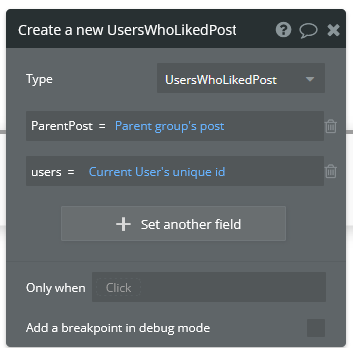 Create a new UsersWhoLikedPost
Type UsersWhoLikedPost
ParentPost = Parent group's post
users = Current User's unique id
Set another field
Only when Click
Add a breakpoint in debug mode